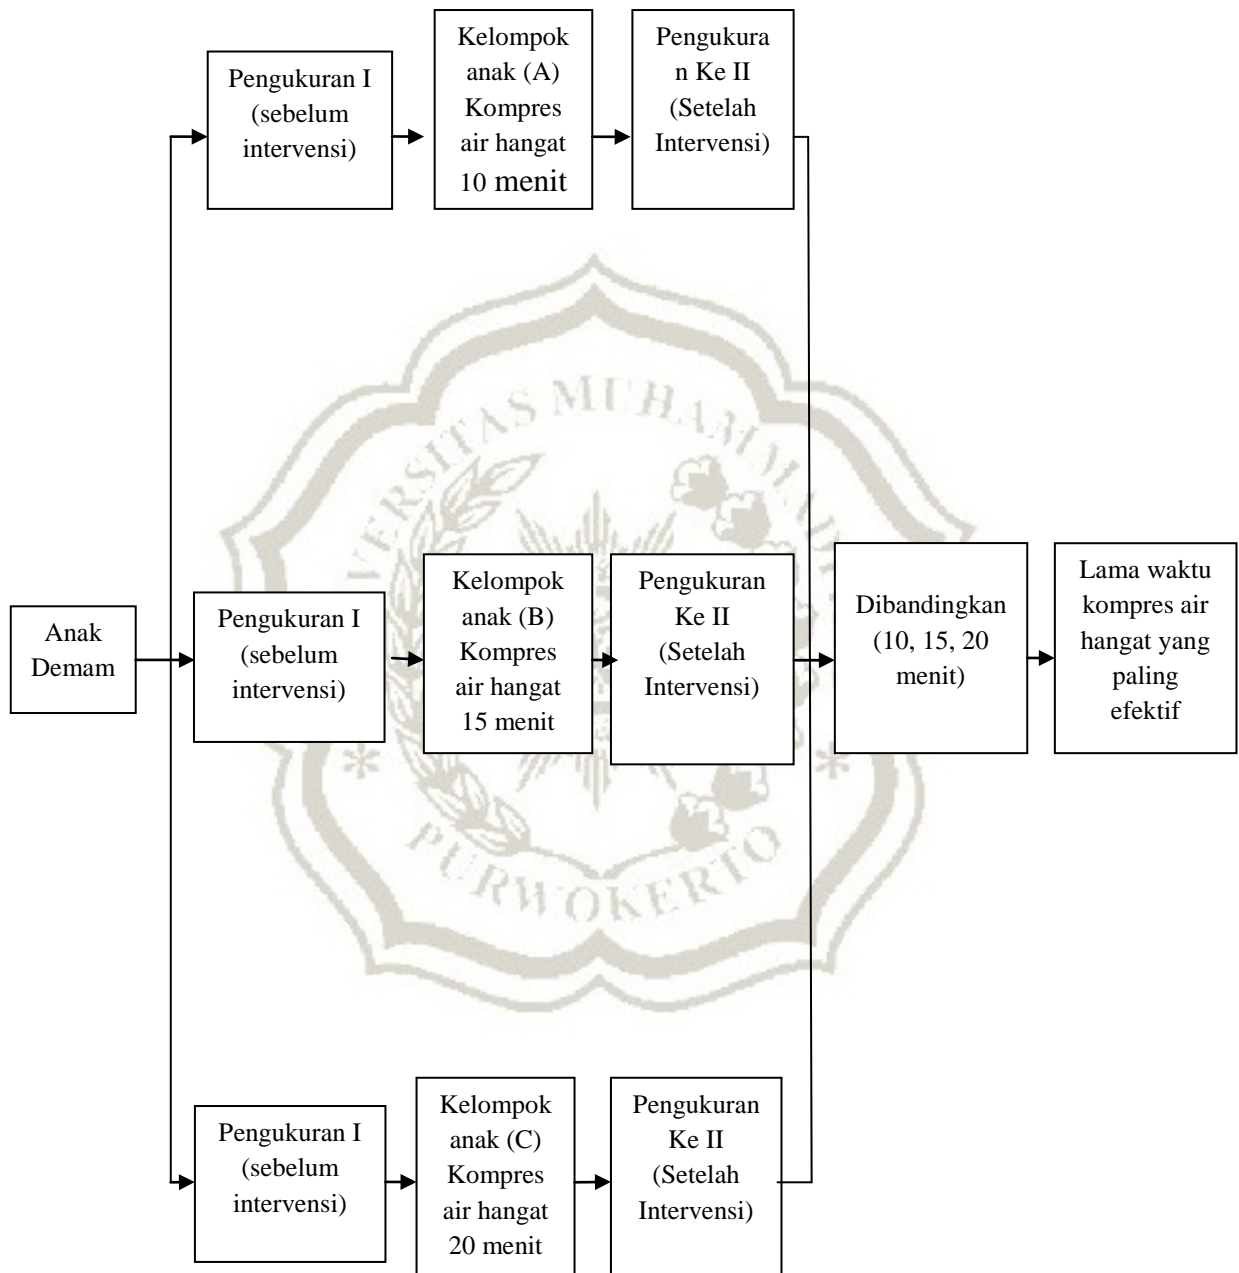 Pengukuran I
(sebelum
intervensi)
Kelompok
anak (A)
Kompres
air hangat
10 menit
Pengukura
n Ke II
(Setelah
Intervensi)
Anak
Demam
Pengukuran I
(sebelum
intervensi)
Kelompok
anak (B)
Kompres
air hangat
15 menit
Pengukuran
Ke II
(Setelah
Intervensi)
Dibandingkan
(10, 15, 20
menit)
Lama waktu
kompres air
hangat yang
paling
efektif
Pengukuran I
(sebelum
intervensi)
Kelompok
anak (C)
Kompres
air hangat
20 menit
Pengukuran
Ke II
(Setelah
Intervensi)
PURWOKERTO